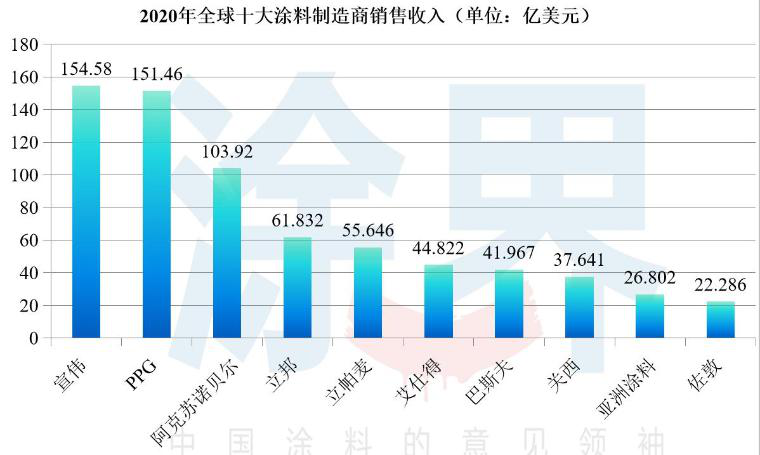 2020年全球十大涂料制造商销售收入（单位：亿美元）
180
160
140
120
100
80
60
40
20
0
154.58
151.46
103.92
61.832
55.646
44.822
41.967
37.641
26.802
22.286
宣伟
PPG
阿克苏诺贝尔
立邦
立帕麦
艾仕得
巴斯夫
关西
亚洲涂料
佐敦
涂界
中国涂料的意见领袖